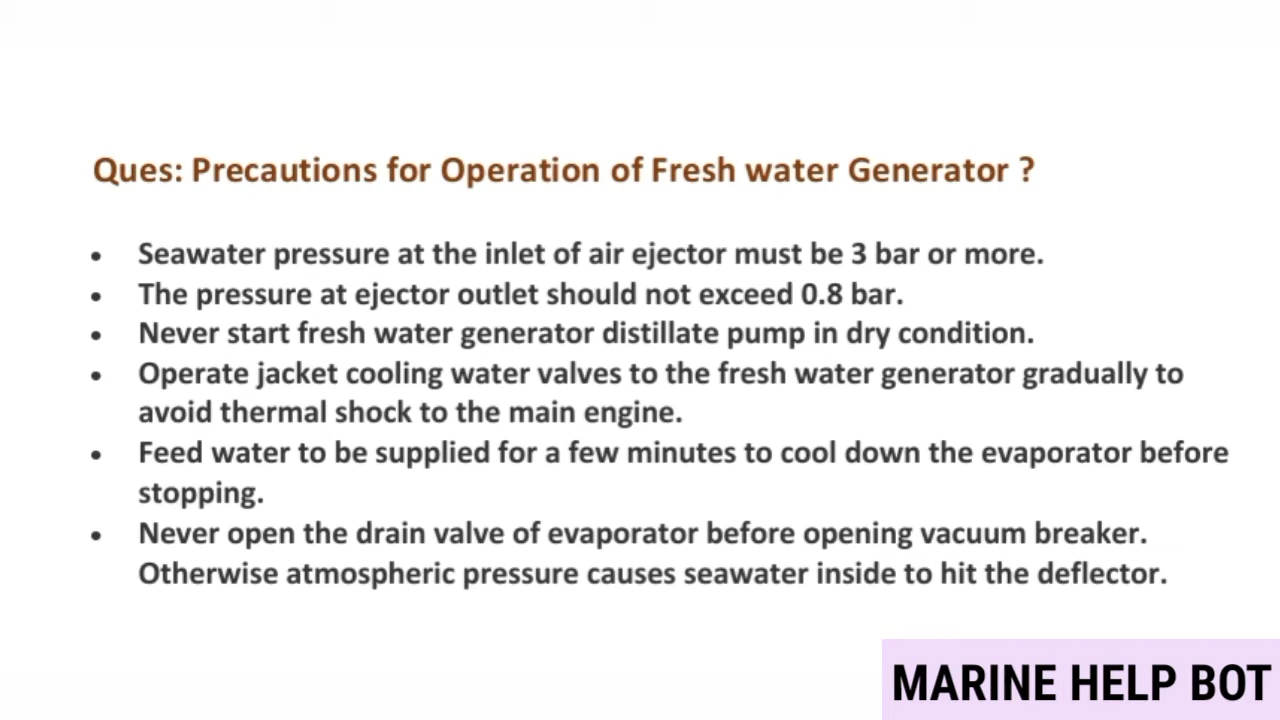 Ques: Precautions for Operation of Fresh water Generator ?
• Seawater pressure at the inlet of air ejector must be 3 bar or more.
• The pressure at ejector outlet should not exceed 0.8 bar.
• Never start fresh water generator distillate pump in dry condition.
• Operate jacket cooling water valves to the fresh water generator gradually to
avoid thermal shock to the main engine.
• Feed water to be supplied for a few minutes to cool down the evaporator before
stopping.
• Never open the drain valve of evaporator before opening vacuum breaker.
Otherwise atmospheric pressure causes seawater inside to hit the deflector.
MARINE HELP BOT